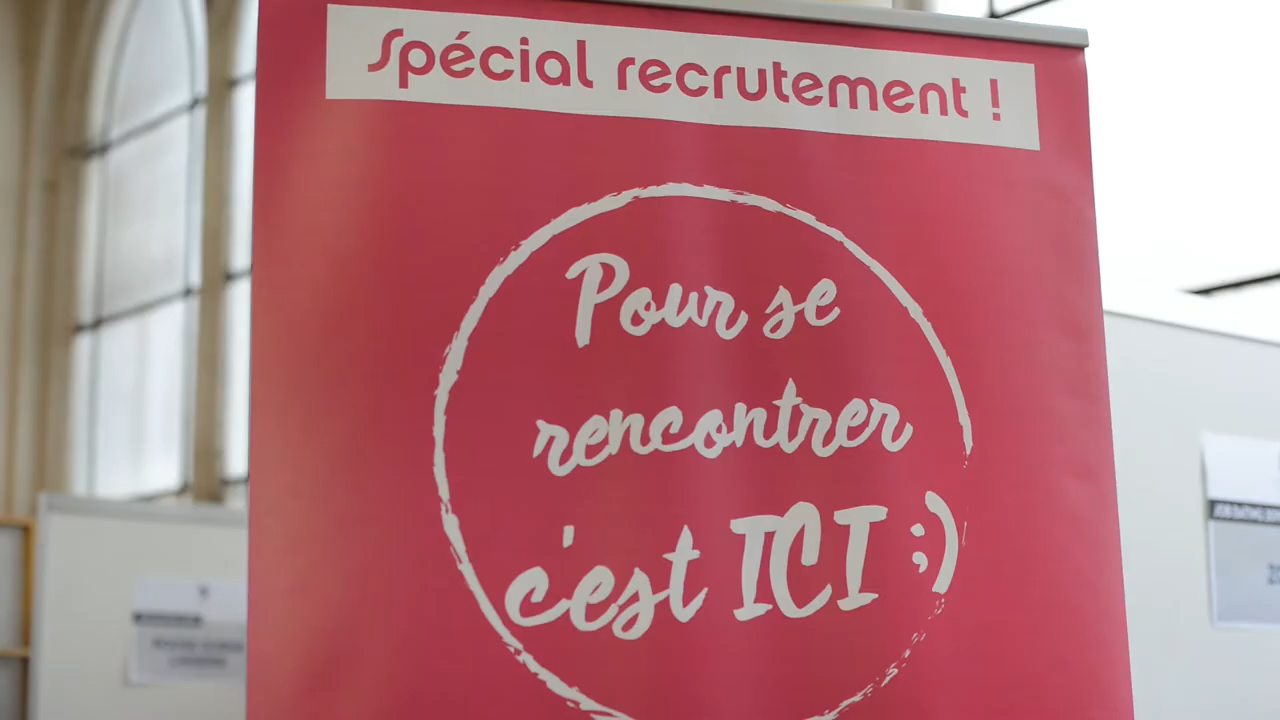 Spécial recrutement !
Pour se
rencontrer
c'est ICI ;)